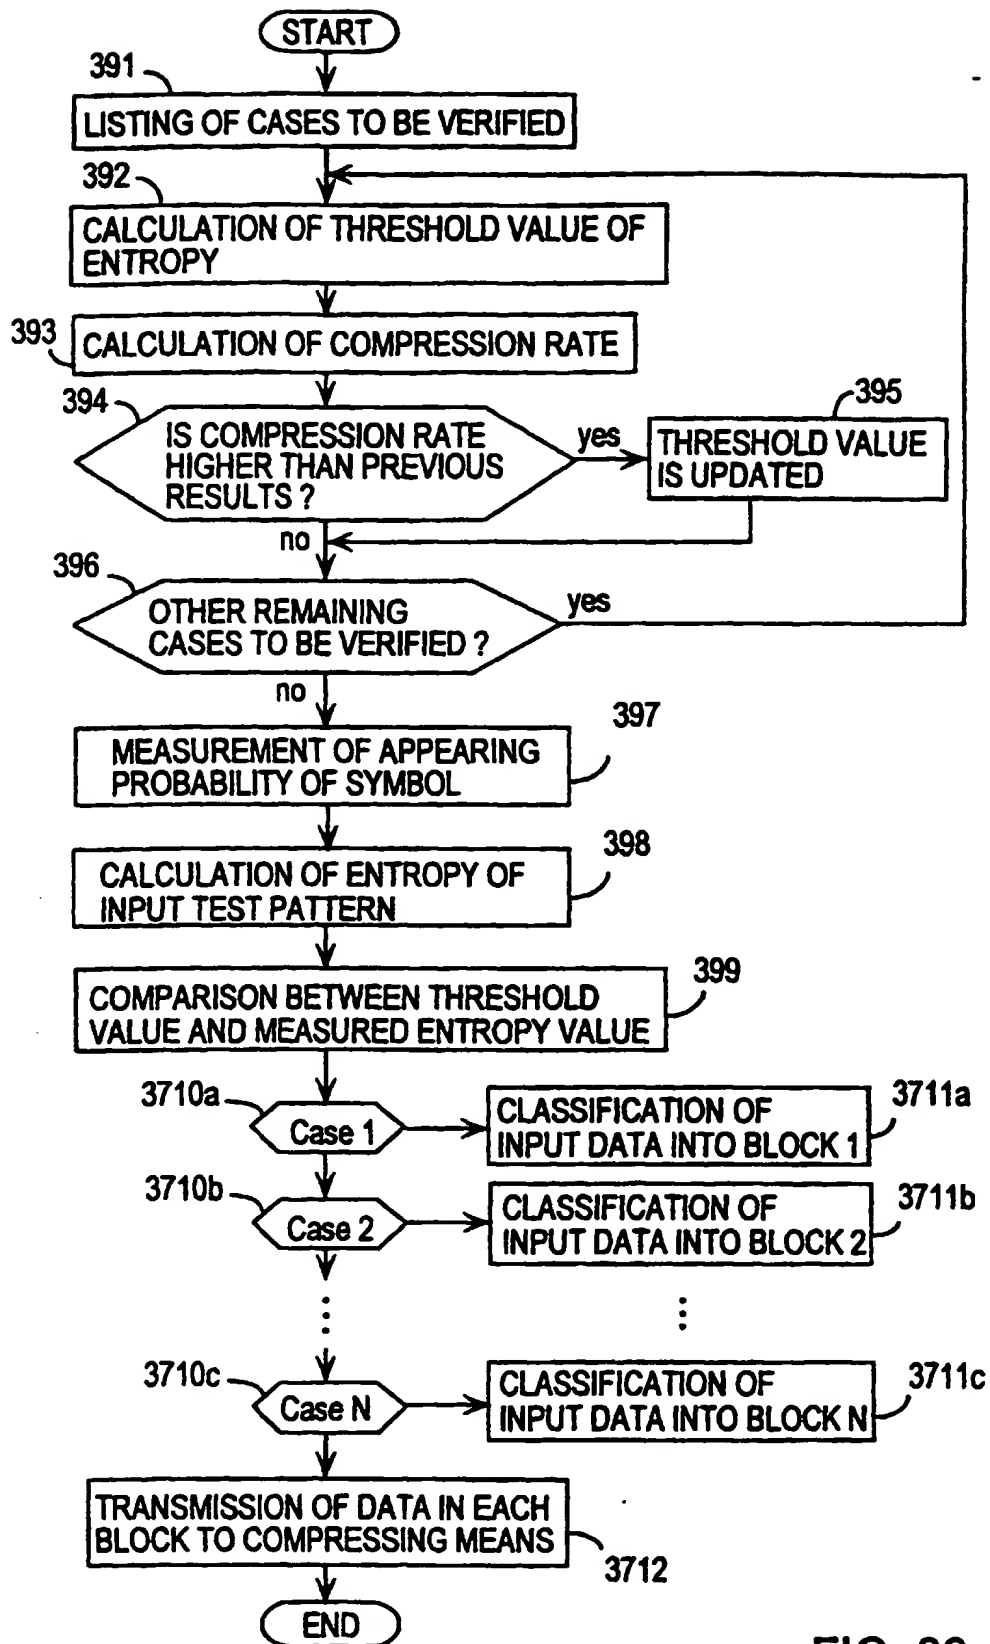 START
391
LISTING OF CASES TO BE VERIFIED
392
CALCULATION OF THRESHOLD VALUE OF
ENTROPY
393
CALCULATION OF COMPRESSION RATE
394
IS COMPRESSION RATE
HIGHER THAN PREVIOUS
RESULTS ?
yes
395
THRESHOLD VALUE
IS UPDATED
no
396
OTHER REMAINING
CASES TO BE VERIFIED ?
yes
no
397
MEASUREMENT OF APPEARING
PROBABILITY OF SYMBOL
398
CALCULATION OF ENTROPY OF
INPUT TEST PATTERN
399
COMPARISON BETWEEN THRESHOLD
VALUE AND MEASURED ENTROPY VALUE
3710a
Case 1
CLASSIFICATION OF
INPUT DATA INTO BLOCK 1
3711a
3710b
Case 2
CLASSIFICATION OF
INPUT DATA INTO BLOCK 2
3711b
3710c
Case N
CLASSIFICATION OF
INPUT DATA INTO BLOCK N
3711c
TRANSMISSION OF DATA IN EACH
BLOCK TO COMPRESSING MEANS
3712
END